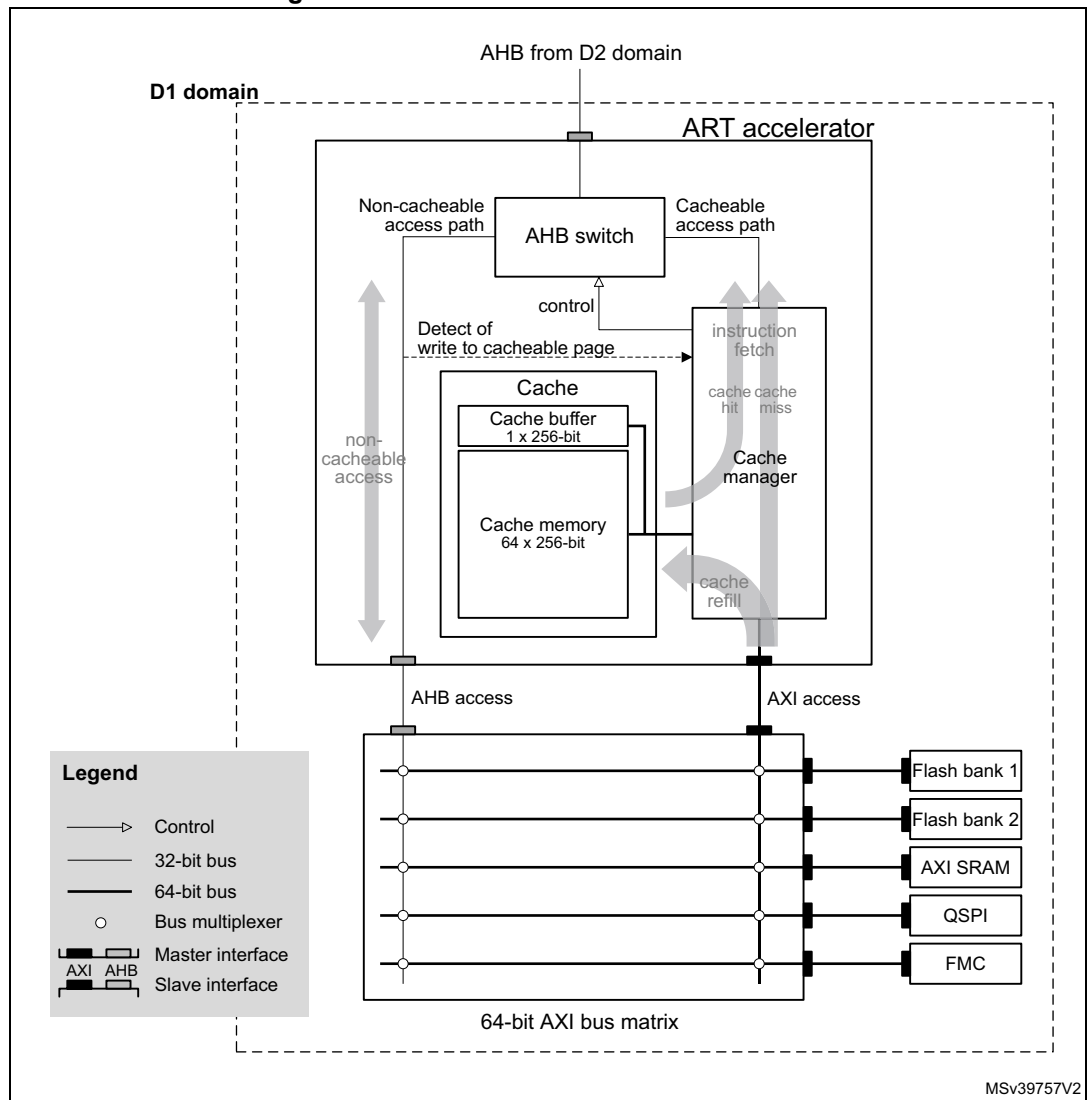 AHB from D2 domain
D1 domain
ART accelerator
Non-cacheable
access path
AHB switch
Cacheable
access path
control
Detect of
write to cacheable page
instruction
fetch
cache
hit
cache
miss
Cache
Cache buffer
1 x 256-bit
non-
cacheable
access
Cache
manager
Cache memory
64 x 256-bit
cache
refill
AHB access
AXI access
Legend
Control
32-bit bus
64-bit bus
Bus multiplexer
Master interface
AXI AHB
Slave interface
Flash bank 1
Flash bank 2
AXI SRAM
QSPI
FMC
64-bit AXI bus matrix
MSv39757V2